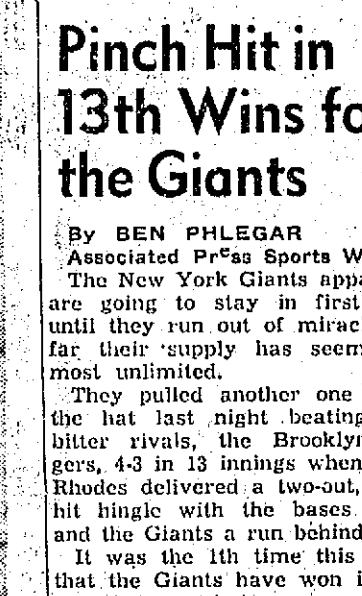 Pinch Hit in
13th Wins fo
the Giants
By BEN PHLEGAR
Associated Press Sports W
The New York Giants appa
are going to stay in first
until they run out of mirac
far their supply has seem
most unlimited.
They pulled another one
the hat last night beating
bitter rivals, the Brooklyn
gers, 4-3 in 13 innings when
Rhodes delivered a two-out,
hit hingle with the bases
and the Giants a run behind
It was the 1th time this
that the Giants have won i